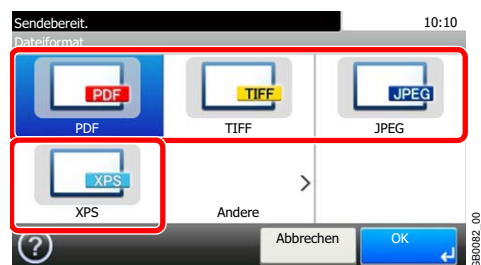 Sendebereit. 10:10
Dateiformat
PDF TIFF JPEG
PDF TIFF JPEG
XPS
XPS Andere
Abbrechen OK
GB0082_00